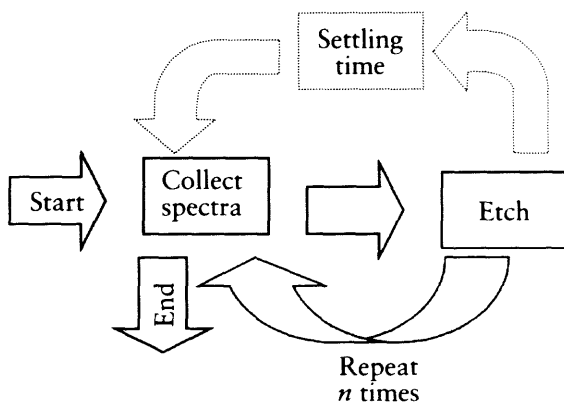 Settling
time
Start
Collect
spectra
Etch
End
Repeat
n times